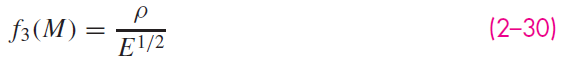 f₃(M) = ρ / E^{1/2} (2–30)